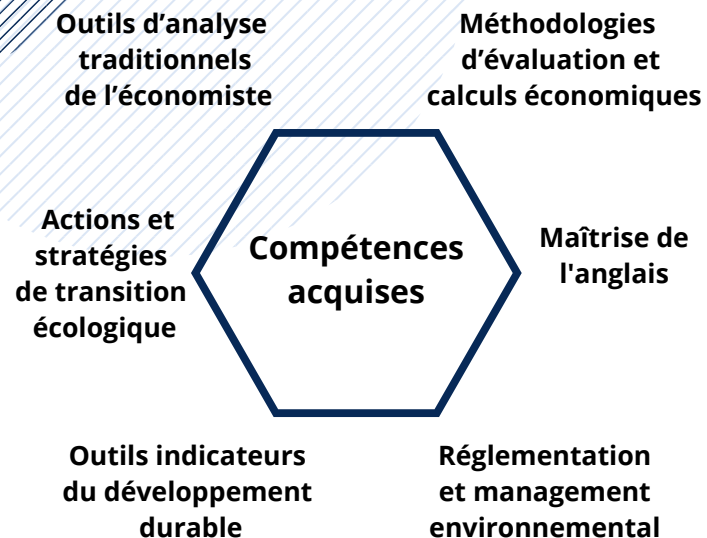 Outils d’analyse
traditionnels
de l’économiste
Méthodologies
d’évaluation et
calculs économiques
Actions et
stratégies
de transition
écologique
Compétences
acquises
Maîtrise de
l'anglais
Outils indicateurs
du développement
durable
Réglementation
et management
environnemental